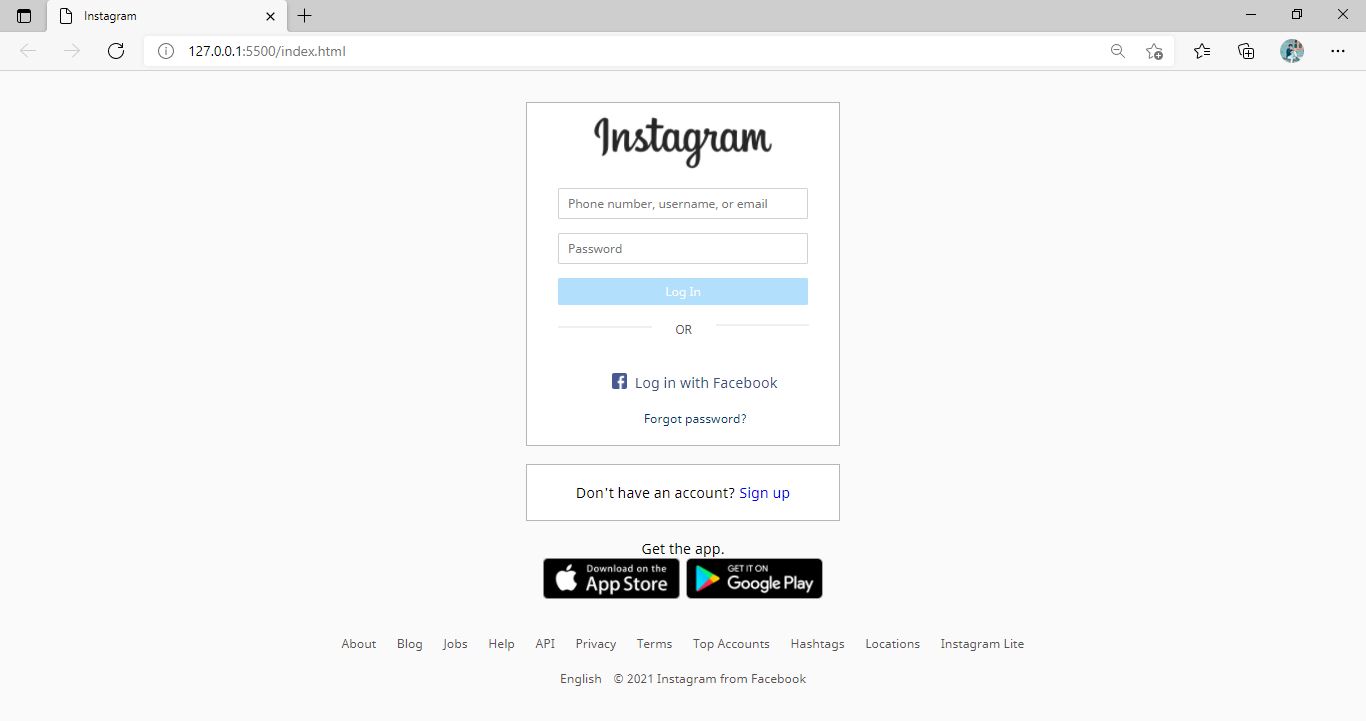 Instagram
127.0.0.1:5500/index.html
Instagram
Phone number, username, or email
Password
Log In
OR
Log in with Facebook
Forgot password?
Don't have an account? Sign up
Get the app.
Download on the
App Store
GET IT ON
Google Play
About Blog Jobs Help API Privacy Terms Top Accounts Hashtags Locations Instagram Lite
English © 2021 Instagram from Facebook